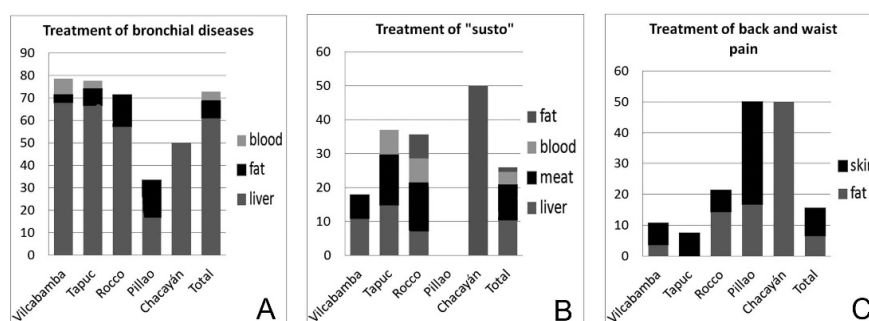 Treatment of bronchial diseases
90
80
70
60
50
40
30
20
10
0
blood
fat
liver
Vilcabamba
Tapuc
Rocco
Pillao
Chacayán
Total
A
Treatment of "susto"
60
50
40
30
20
10
0
fat
blood
meat
liver
Vilcabamba
Tapuc
Rocco
Pillao
Chacayán
Total
B
Treatment of back and waist
pain
60
50
40
30
20
10
0
skin
fat
Vilcabamba
Tapuc
Rocco
Pillao
Chacayán
Total
C